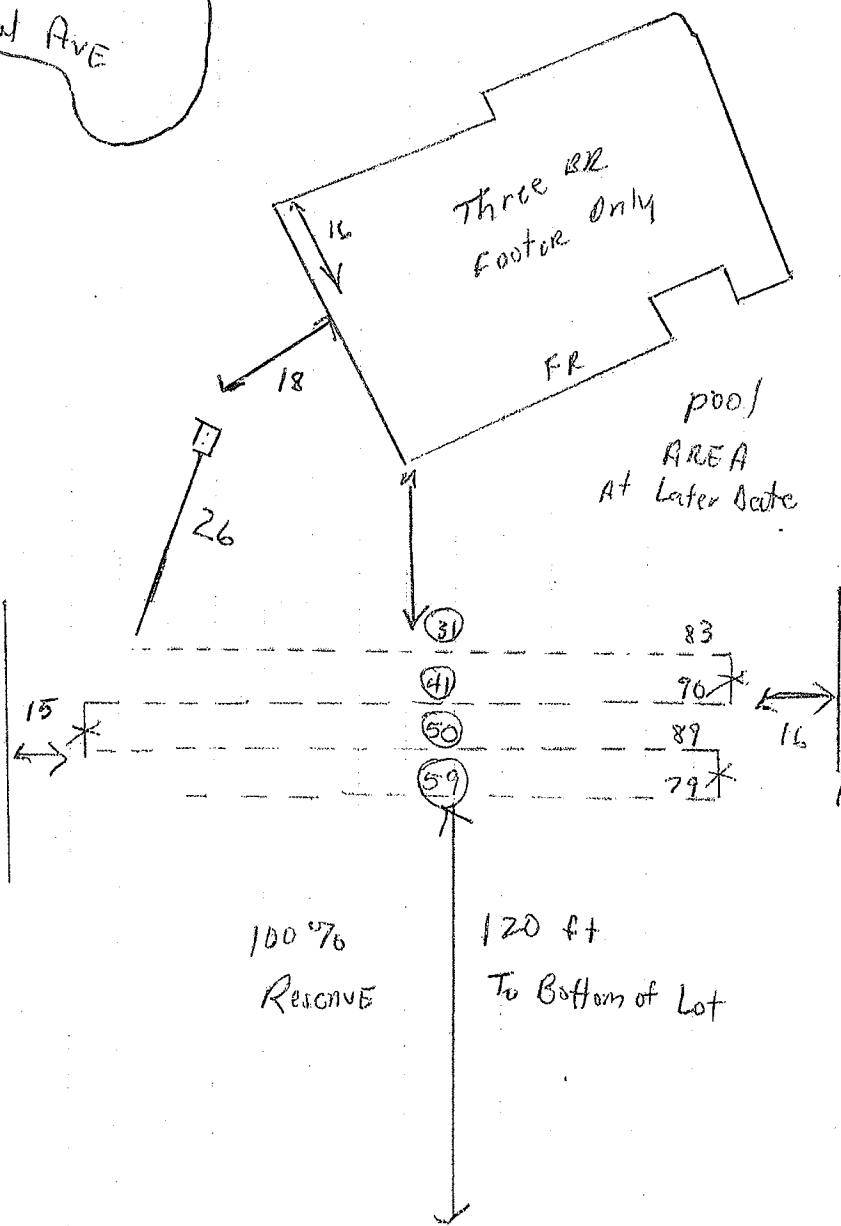 AVE
16
Three BR
Footer Only
18
FR
pool
AREA
At Later Date
26
31
83
41
90
15
50
89
16
59
79
100%
Reserve
120 ft
To Bottom of Lot